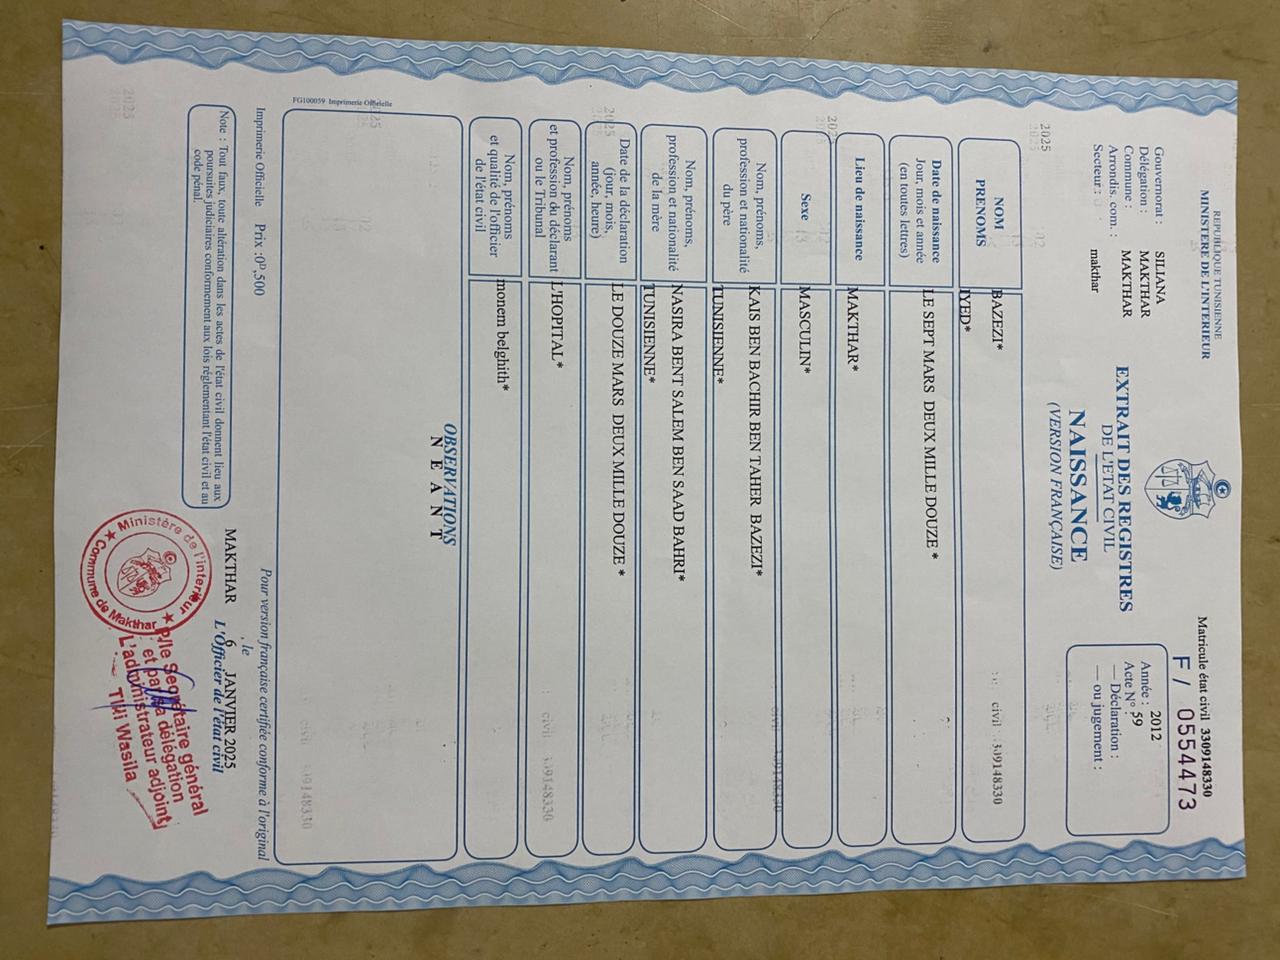 REPUBLIQUE TUNISIENNE
MINISTERE DE L'INTERIEUR
Gouvernorat : SILIANA
Délégation : MAKTHAR
Commune : MAKTHAR
Arrondis. com. :
Secteur : makthar
EXTRAIT DES REGISTRES
DE L'ETAT CIVIL
NAISSANCE
(VERSION FRANÇAISE)
Matricule état civil 3309148330
F / 0554473
Année : 2012
Acte N° 59
— Déclaration :
— ou jugement :
2025
NOM
PRENOMS
BAZEZI*
IYED*
Date de naissance
Jour, mois et année
(en toutes lettres)
LE SEPT MARS DEUX MILLE DOUZE *
Lieu de naissance
MAKTHAR*
Sexe
MASCULIN*
Nom, prénoms,
profession et nationalité
du père
KAIS BEN BACHIR BEN TAHER BAZEZI*
TUNISIENNE*
Nom, prénoms,
profession et nationalité
de la mère
NASIRA BENT SALEM BEN SAAD BAHRI*
TUNISIENNE*
Date de la déclaration
(jour, mois,
année, heure)
LE DOUZE MARS DEUX MILLE DOUZE *
Nom, prénoms
et profession du déclarant
ou le Tribunal
L'HOPITAL*
Nom, prénoms
et qualité de l'officier
de l'état civil
monem belghith*
OBSERVATIONS
N E A N T
FG100059 Imprimerie Officielle
Imprimerie Officielle Prix :0ᴰ,500
Note : Tout faux, toute altération dans les actes de l'état civil donnent lieu aux
poursuites judiciaires conformement aux lois réglementant l'état civil et au
code pénal.
Pour version française certifiée conforme à l'original
MAKTHAR , le 6 JANVIER 2025
L'Officier de l'état civil
Ministère de l'interieur
Commune de Makthar
P/le Segretaire général
et par la délégation
L'administrateur adjoint
Tlili Wasila